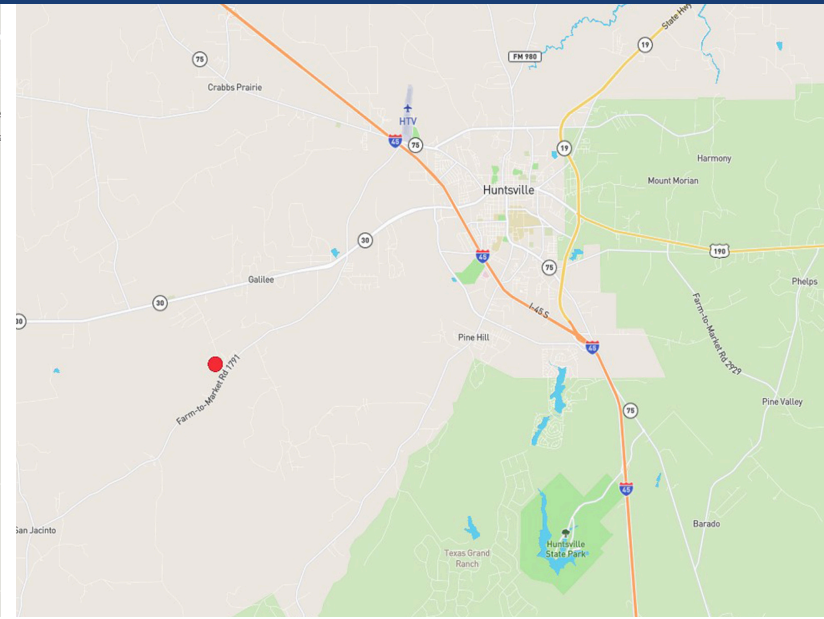 State Hwy
19
75
FM 980
Crabbs Prairie
HTV
45
75
19
Harmony
Mount Morian
Huntsville
30
190
45
75
Galilee
Phelps
30
30
I-45 S
Farm-to-Market Rd 2929
Pine Hill
45
Farm-to-Market Rd 1791
75
Pine Valley
45
San Jacinto
Barado
Huntsville
State Park
Texas Grand
Ranch